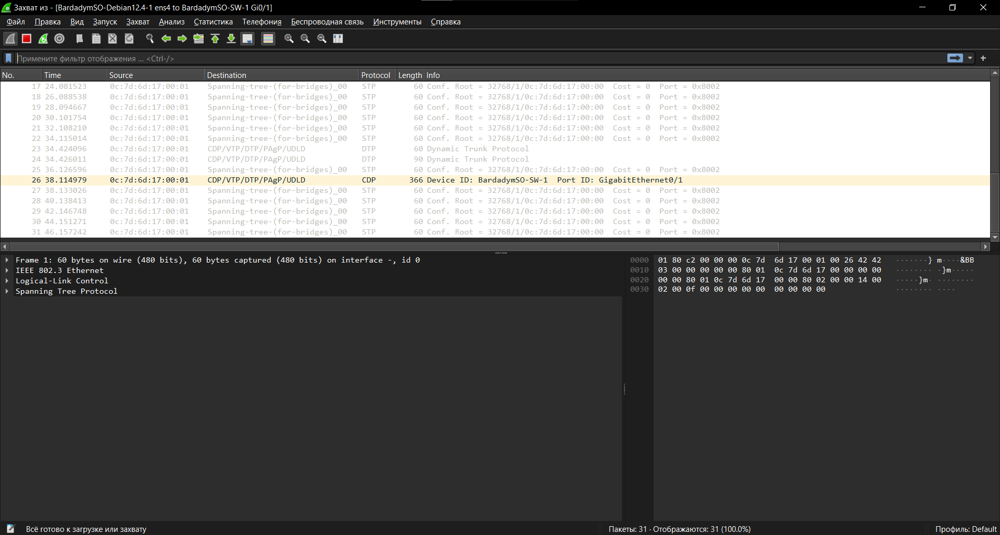 Захват из - [BardadymSO-Debian12.4-1 ens4 to BardadymSO-SW-1 Gi0/1]
Файл Правка Вид Запуск Захват Анализ Статистика Телефония Беспроводная связь Инструменты Справка
Примените фильтр отображения ... <Ctrl-/>
No. Time Source Destination Protocol Length Info
17 24.081523 0c:7d:6d:17:00:01 Spanning-tree-(for-bridges)_00 STP 60 Conf. Root = 32768/1/0c:7d:6d:17:00:00 Cost = 0 Port = 0x8002
18 26.088538 0c:7d:6d:17:00:01 Spanning-tree-(for-bridges)_00 STP 60 Conf. Root = 32768/1/0c:7d:6d:17:00:00 Cost = 0 Port = 0x8002
19 28.094667 0c:7d:6d:17:00:01 Spanning-tree-(for-bridges)_00 STP 60 Conf. Root = 32768/1/0c:7d:6d:17:00:00 Cost = 0 Port = 0x8002
20 30.101754 0c:7d:6d:17:00:01 Spanning-tree-(for-bridges)_00 STP 60 Conf. Root = 32768/1/0c:7d:6d:17:00:00 Cost = 0 Port = 0x8002
21 32.108210 0c:7d:6d:17:00:01 Spanning-tree-(for-bridges)_00 STP 60 Conf. Root = 32768/1/0c:7d:6d:17:00:00 Cost = 0 Port = 0x8002
22 34.115014 0c:7d:6d:17:00:01 Spanning-tree-(for-bridges)_00 STP 60 Conf. Root = 32768/1/0c:7d:6d:17:00:00 Cost = 0 Port = 0x8002
23 34.424096 0c:7d:6d:17:00:01 CDP/VTP/DTP/PAgP/UDLD DTP 60 Dynamic Trunk Protocol
24 34.426011 0c:7d:6d:17:00:01 CDP/VTP/DTP/PAgP/UDLD DTP 90 Dynamic Trunk Protocol
25 36.126596 0c:7d:6d:17:00:01 Spanning-tree-(for-bridges)_00 STP 60 Conf. Root = 32768/1/0c:7d:6d:17:00:00 Cost = 0 Port = 0x8002
26 38.114979 0c:7d:6d:17:00:01 CDP/VTP/DTP/PAgP/UDLD CDP 366 Device ID: BardadymSO-SW-1 Port ID: GigabitEthernet0/1
27 38.133026 0c:7d:6d:17:00:01 Spanning-tree-(for-bridges)_00 STP 60 Conf. Root = 32768/1/0c:7d:6d:17:00:00 Cost = 0 Port = 0x8002
28 40.138413 0c:7d:6d:17:00:01 Spanning-tree-(for-bridges)_00 STP 60 Conf. Root = 32768/1/0c:7d:6d:17:00:00 Cost = 0 Port = 0x8002
29 42.146748 0c:7d:6d:17:00:01 Spanning-tree-(for-bridges)_00 STP 60 Conf. Root = 32768/1/0c:7d:6d:17:00:00 Cost = 0 Port = 0x8002
30 44.151271 0c:7d:6d:17:00:01 Spanning-tree-(for-bridges)_00 STP 60 Conf. Root = 32768/1/0c:7d:6d:17:00:00 Cost = 0 Port = 0x8002
31 46.157242 0c:7d:6d:17:00:01 Spanning-tree-(for-bridges)_00 STP 60 Conf. Root = 32768/1/0c:7d:6d:17:00:00 Cost = 0 Port = 0x8002
Frame 1: 60 bytes on wire (480 bits), 60 bytes captured (480 bits) on interface -, id 0
IEEE 802.3 Ethernet
Logical-Link Control
Spanning Tree Protocol
0000 01 80 c2 00 00 00 0c 7d 6d 17 00 01 00 26 42 42 ·······} m····&BB
0010 03 00 00 00 00 00 80 01 0c 7d 6d 17 00 00 00 00 ········ ·}m·····
0020 00 00 80 01 0c 7d 6d 17 00 00 80 02 00 00 14 00 ·····}m· ········
0030 02 00 0f 00 00 00 00 00 00 00 00 00 ········ ····
Всё готово к загрузке или захвату
Пакеты: 31 · Отображаются: 31 (100.0%)
Профиль: Default